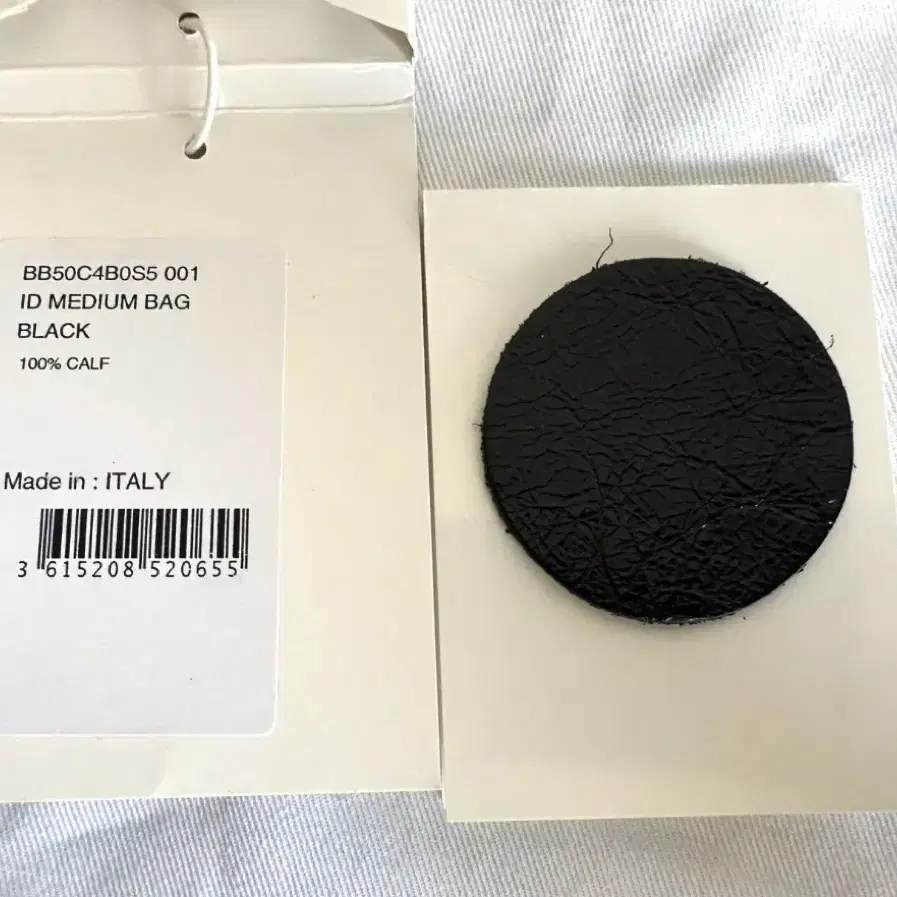 BB50C4B0S5 001
ID MEDIUM BAG
BLACK
100% CALF
Made in : ITALY
3 615208 520655